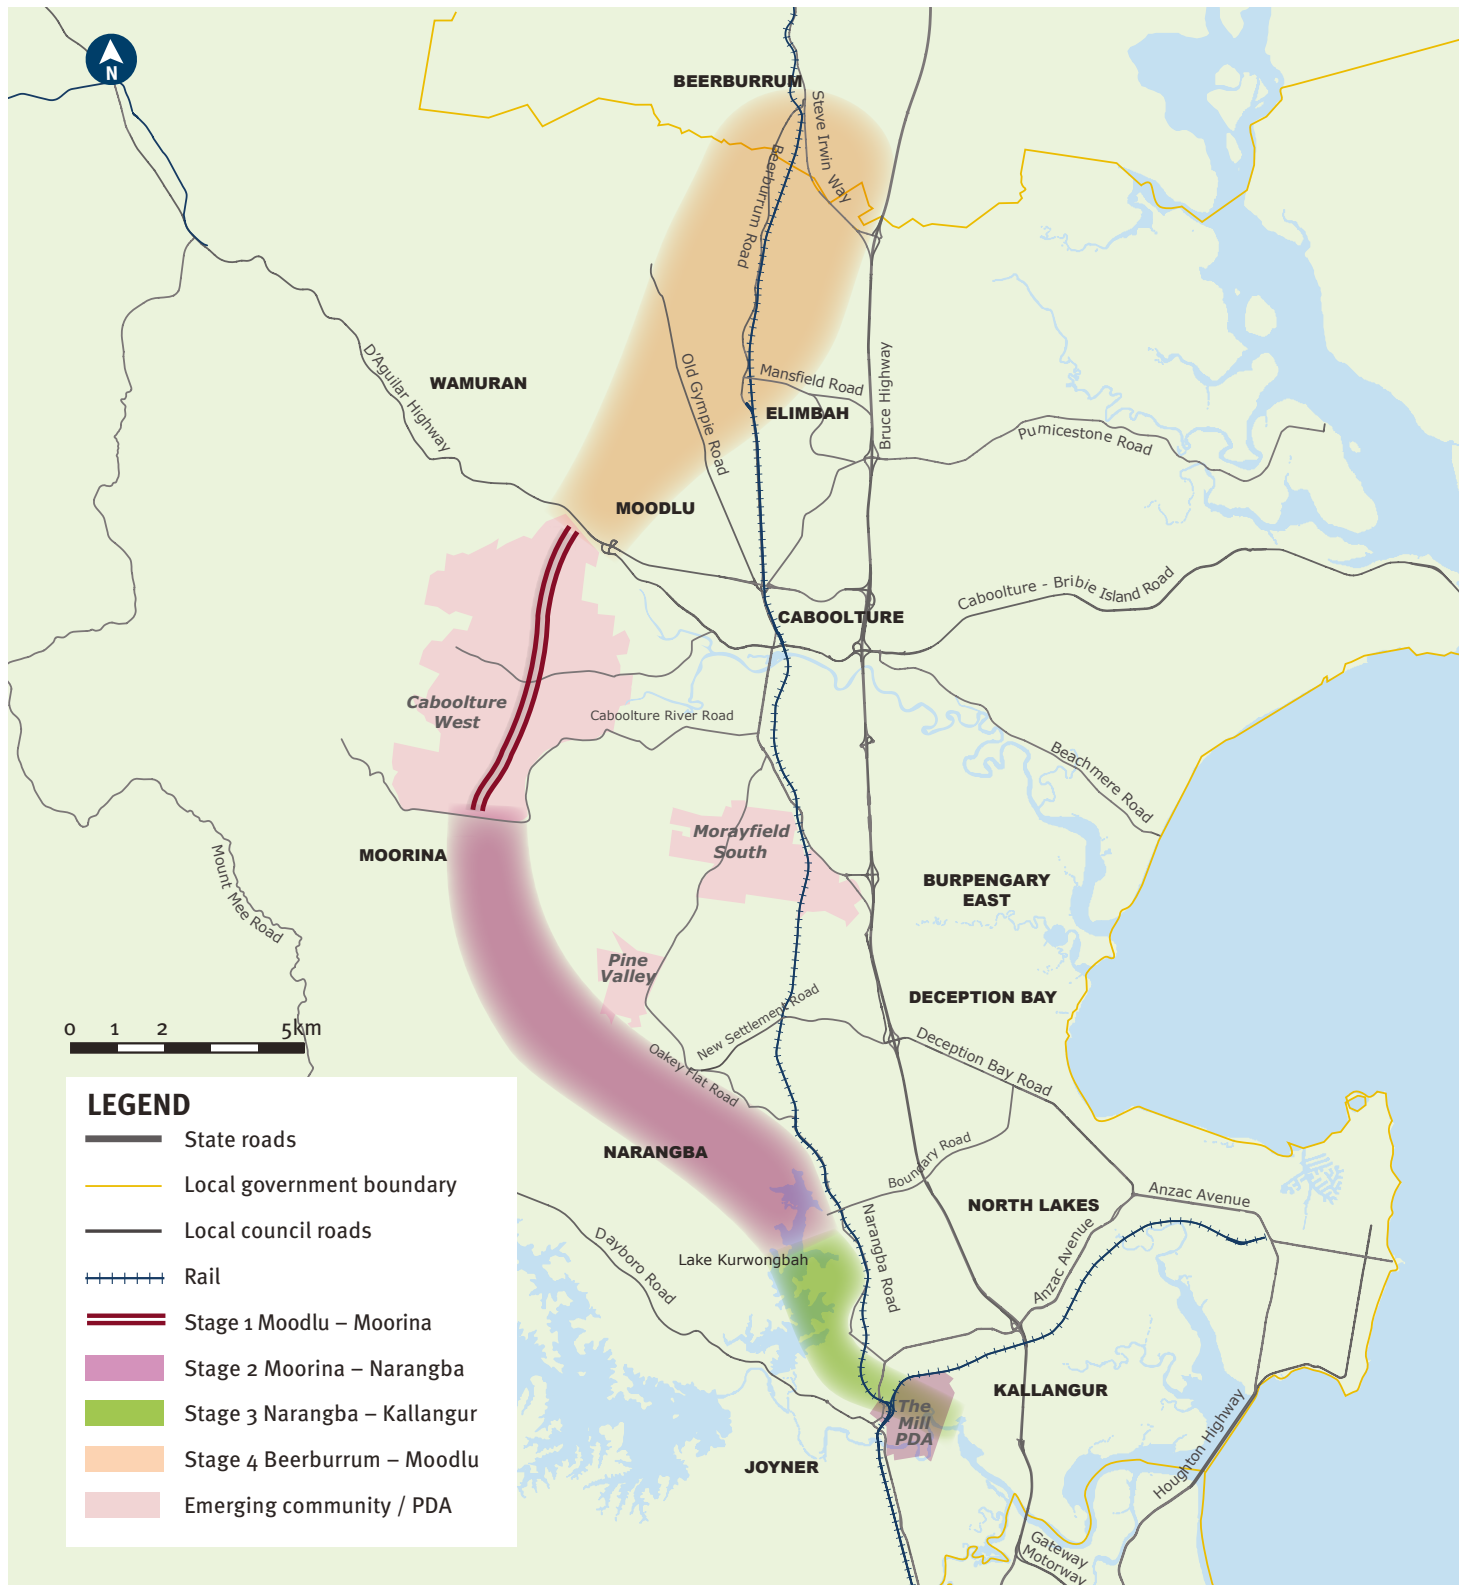 N
BEERBURRUM
Steve Irwin Way
Beerburrum Road
D'Aguilar Highway
WAMURAN
Old Gympie Road
Mansfield Road
ELIMBAH
Bruce Highway
Pumicestone Road
MOODLU
CABOOLTURE
Caboolture - Bribie Island Road
Caboolture
West
Caboolture River Road
Beachmere Road
Morayfield
South
MOORINA
Mount Mee Road
BURPENGARY
EAST
Pine
Valley
DECEPTION BAY
New Settlement Road
Oakey Flat Road
Deception Bay Road
NARANGBA
Boundary Road
NORTH LAKES
Anzac Avenue
Anzac Avenue
Narangba Road
Lake Kurwongbah
Dayboro Road
KALLANGUR
The
Mill
PDA
JOYNER
Houghton Highway
Gateway
Motorway
0 1 2 5km
LEGEND
State roads
Local government boundary
Local council roads
Rail
Stage 1 Moodlu – Moorina
Stage 2 Moorina – Narangba
Stage 3 Narangba – Kallangur
Stage 4 Beerburrum – Moodlu
Emerging community / PDA